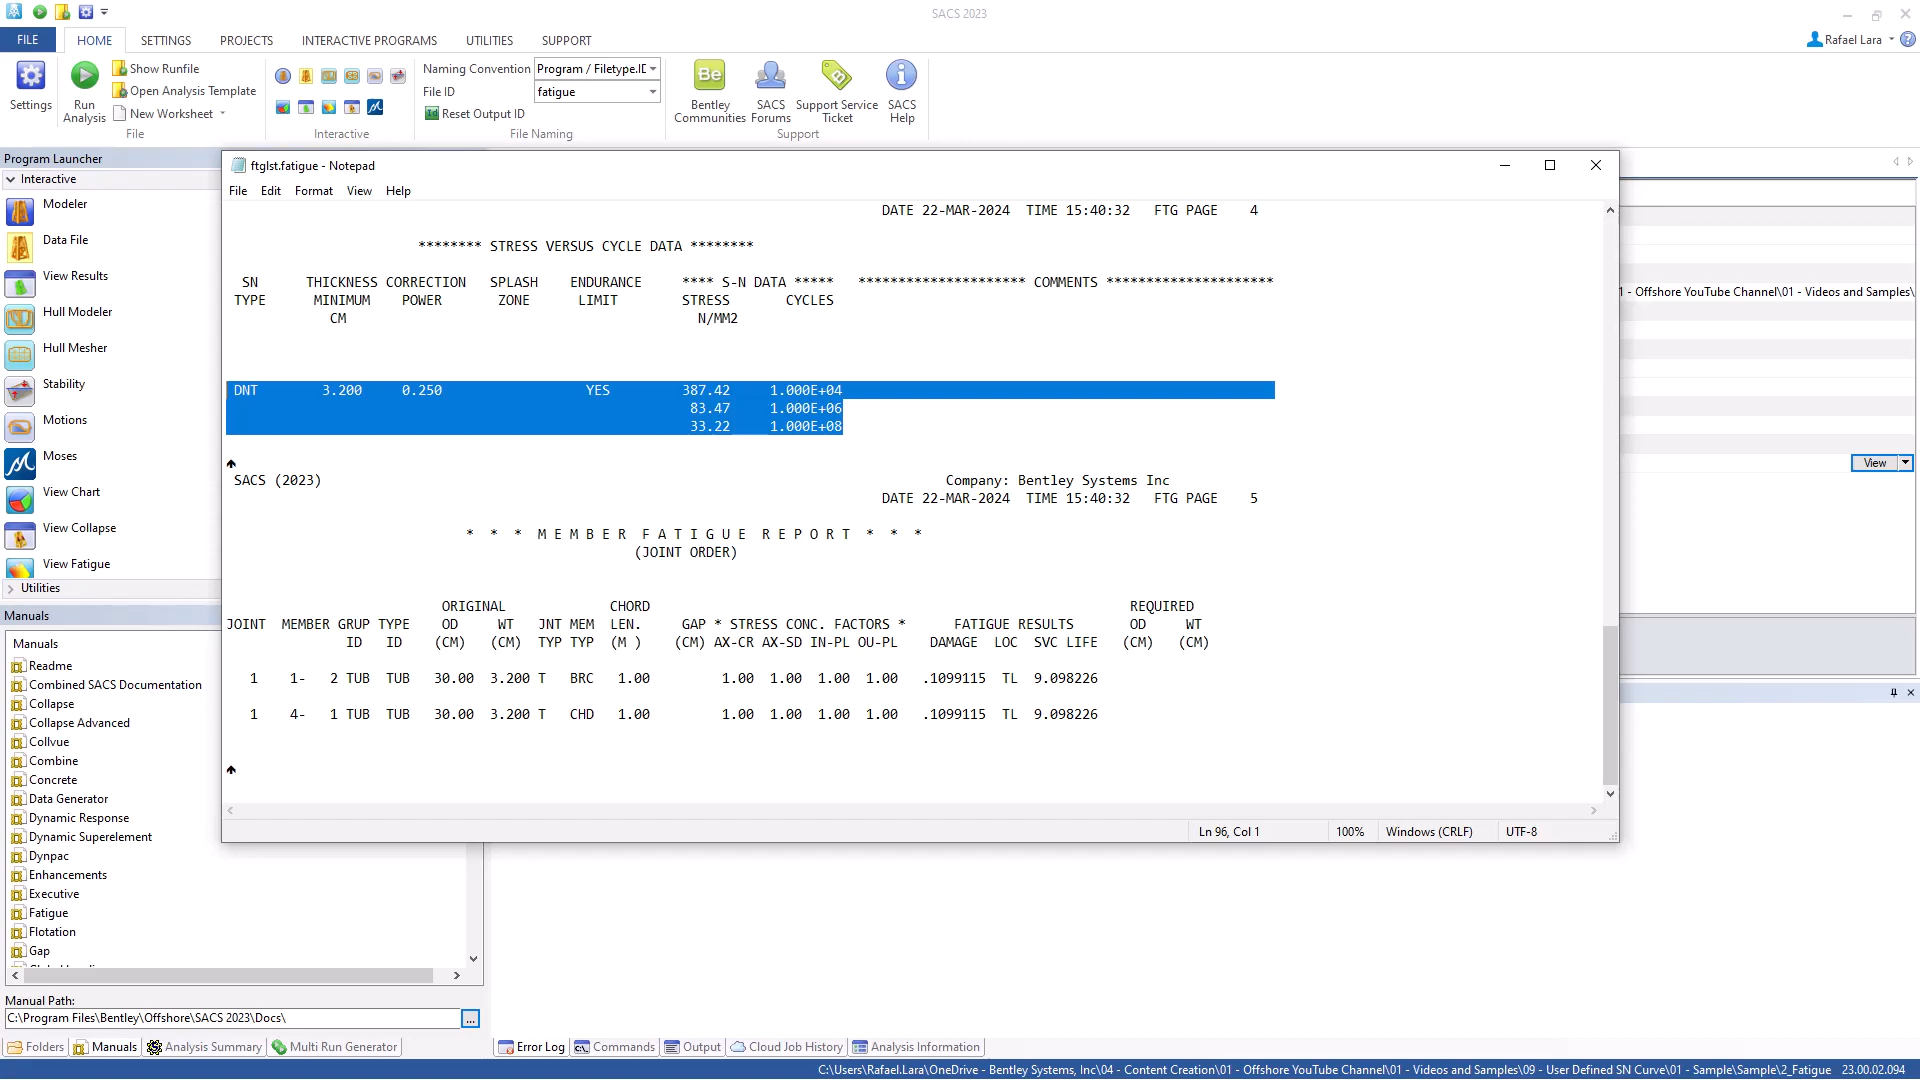 SACS 2023
FILE HOME SETTINGS PROJECTS INTERACTIVE PROGRAMS UTILITIES SUPPORT
Rafael Lara
Settings
Run Analysis
Show Runfile
Open Analysis Template
New Worksheet
File
Interactive
Naming Convention Program / Filetype.IE
File ID fatigue
Reset Output ID
File Naming
Bentley Communities
SACS Forums
Support Service Ticket
SACS Help
Support
Program Launcher
Interactive
Modeler
Data File
View Results
Hull Modeler
Hull Mesher
Stability
Motions
Moses
View Chart
View Collapse
View Fatigue
Utilities
Manuals
Manuals
Readme
Combined SACS Documentation
Collapse
Collapse Advanced
Collvue
Combine
Concrete
Data Generator
Dynamic Response
Dynamic Superelement
Dynpac
Enhancements
Executive
Fatigue
Flotation
Gap
Manual Path:
C:\Program Files\Bentley\Offshore\SACS 2023\Docs\
...
Folders Manuals Analysis Summary Multi Run Generator
ftglst.fatigue - Notepad
File Edit Format View Help
DATE 22-MAR-2024 TIME 15:40:32 FTG PAGE 4
******** STRESS VERSUS CYCLE DATA ********
SN THICKNESS CORRECTION SPLASH ENDURANCE **** S-N DATA ***** ********************* COMMENTS *********************
TYPE MINIMUM POWER ZONE LIMIT STRESS CYCLES
CM N/MM2
DNT 3.200 0.250 YES 387.42 1.000E+04
83.47 1.000E+06
33.22 1.000E+08
SACS (2023) Company: Bentley Systems Inc
DATE 22-MAR-2024 TIME 15:40:32 FTG PAGE 5
* * * M E M B E R F A T I G U E R E P O R T * * *
(JOINT ORDER)
ORIGINAL CHORD REQUIRED
JOINT MEMBER GRUP TYPE OD WT JNT MEM LEN. GAP * STRESS CONC. FACTORS * FATIGUE RESULTS OD WT
ID ID (CM) (CM) TYP TYP (M ) (CM) AX-CR AX-SD IN-PL OU-PL DAMAGE LOC SVC LIFE (CM) (CM)
1 1- 2 TUB TUB 30.00 3.200 T BRC 1.00 1.00 1.00 1.00 1.00 .1099115 TL 9.098226
1 4- 1 TUB TUB 30.00 3.200 T CHD 1.00 1.00 1.00 1.00 1.00 .1099115 TL 9.098226
Ln 96, Col 1 100% Windows (CRLF) UTF-8
1 - Offshore YouTube Channel\01 - Videos and Samples\
View
Error Log Commands Output Cloud Job History Analysis Information
C:\Users\Rafael.Lara\OneDrive - Bentley Systems, Inc\04 - Content Creation\01 - Offshore YouTube Channel\01 - Videos and Samples\09 - User Defined SN Curve\01 - Sample\Sample\2_Fatigue 23.00.02.094